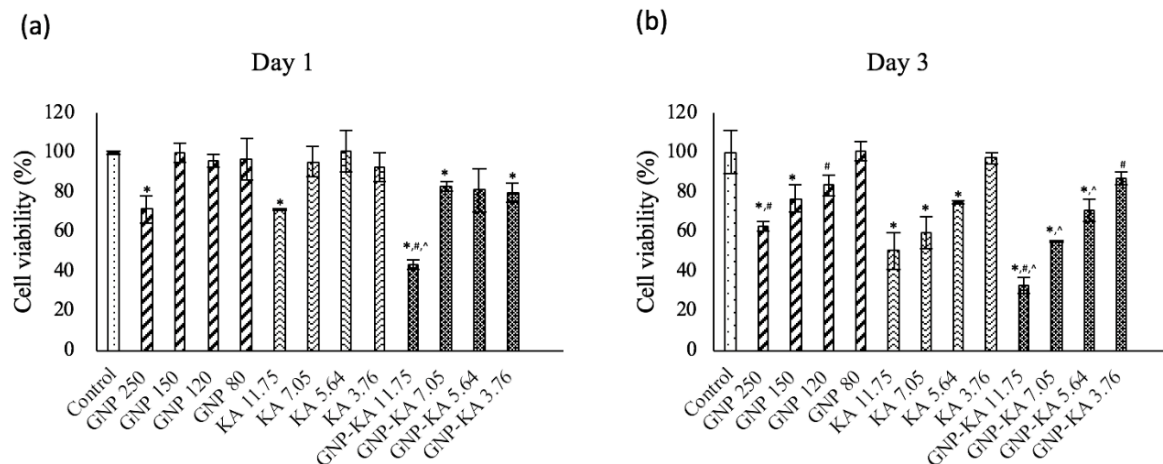 (a)
Day 1
Cell viability (%)
120
100
80
60
40
20
0
*
*
*,#,^
*
*
Control
GNP 250
GNP 150
GNP 120
GNP 80
KA 11.75
KA 7.05
KA 5.64
KA 3.76
GNP-KA 11.75
GNP-KA 7.05
GNP-KA 5.64
GNP-KA 3.76
(b)
Day 3
Cell viability (%)
120
100
80
60
40
20
0
*,#
*
#
*
*
*
*,#,^
*,^
*,^
#
Control
GNP 250
GNP 150
GNP 120
GNP 80
KA 11.75
KA 7.05
KA 5.64
KA 3.76
GNP-KA 11.75
GNP-KA 7.05
GNP-KA 5.64
GNP-KA 3.76